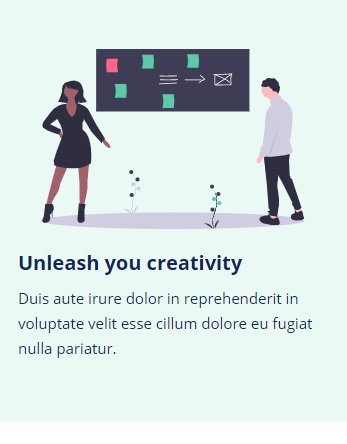 Unleash you creativity
Duis aute irure dolor in reprehenderit in
voluptate velit esse cillum dolore eu fugiat
nulla pariatur.